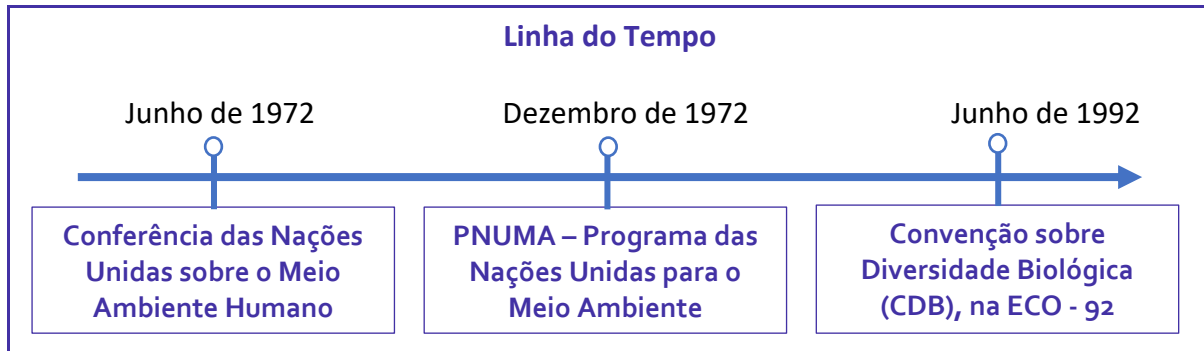 Linha do Tempo
Junho de 1972
Dezembro de 1972
Junho de 1992
Conferência das Nações
Unidas sobre o Meio
Ambiente Humano
PNUMA – Programa das
Nações Unidas para o
Meio Ambiente
Convenção sobre
Diversidade Biológica
(CDB), na ECO - 92